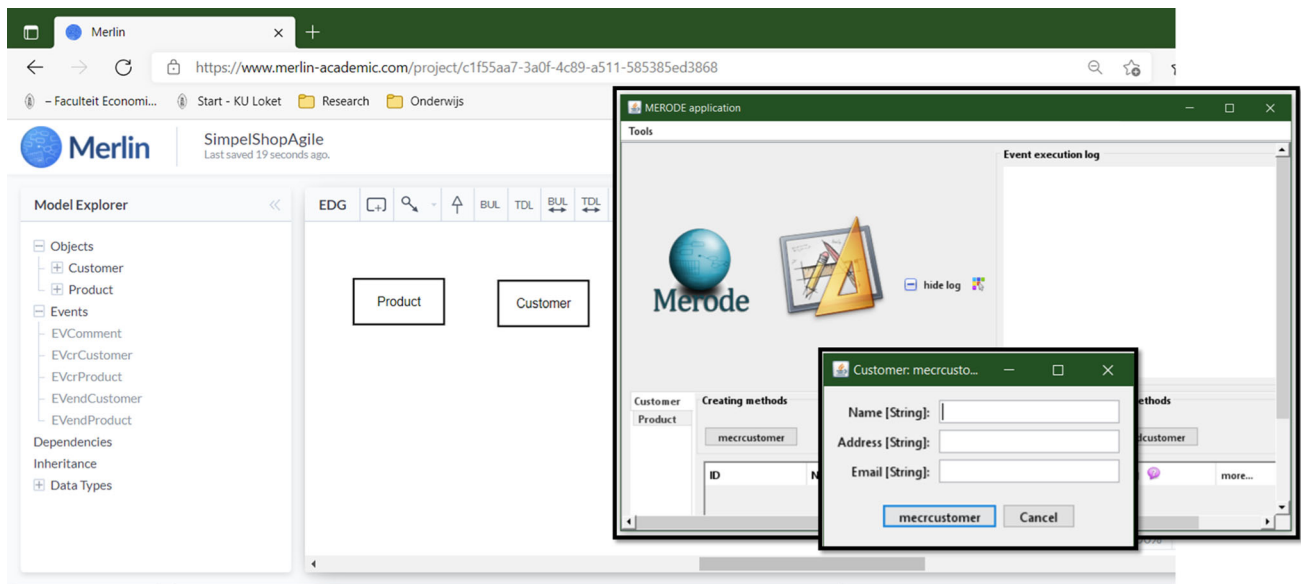 Merlin
https://www.merlin-academic.com/project/c1f55aa7-3a0f-4c89-a511-585385ed3868
– Faculteit Economi... Start - KU Loket Research Onderwijs
Merlin
SimpelShopAgile
Last saved 19 seconds ago.
Model Explorer
Objects
Customer
Product
Events
EVComment
EVcrCustomer
EVcrProduct
EVendCustomer
EVendProduct
Dependencies
Inheritance
Data Types
EDG BUL TDL BUL TDL
Product Customer
MERODE application
Tools
Event execution log
Merode
hide log
Customer
Product
Creating methods
mecrcustomer
ID
more...
Customer: mecrcusto...
Name [String]:
Address [String]:
Email [String]:
mecrcustomer Cancel